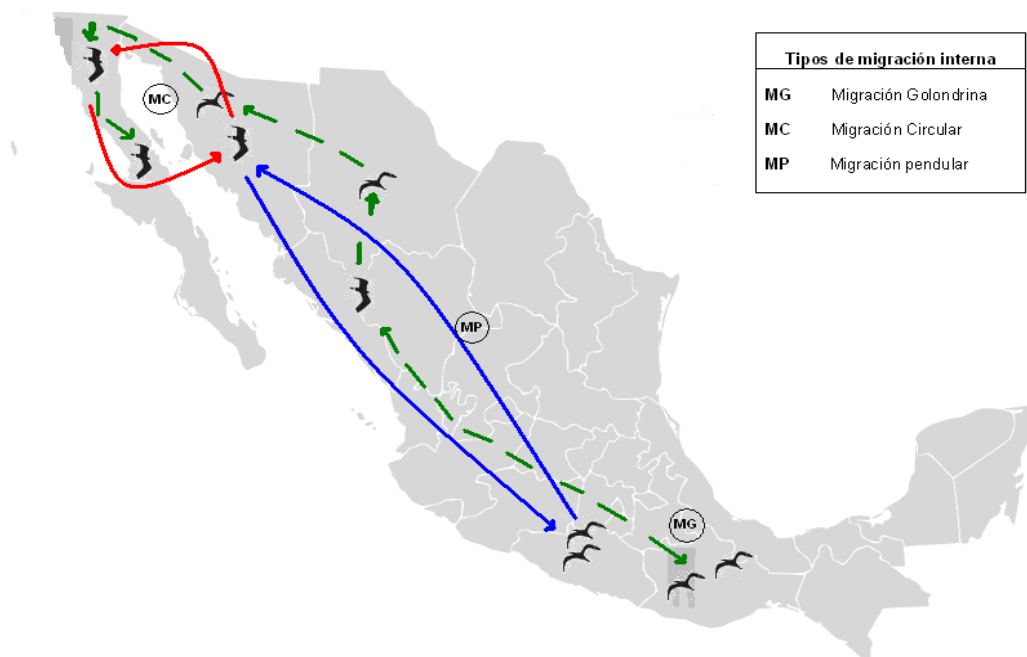 Tipos de migración interna
MG Migración Golondrina
MC Migración Circular
MP Migración pendular
MC
MP
MG